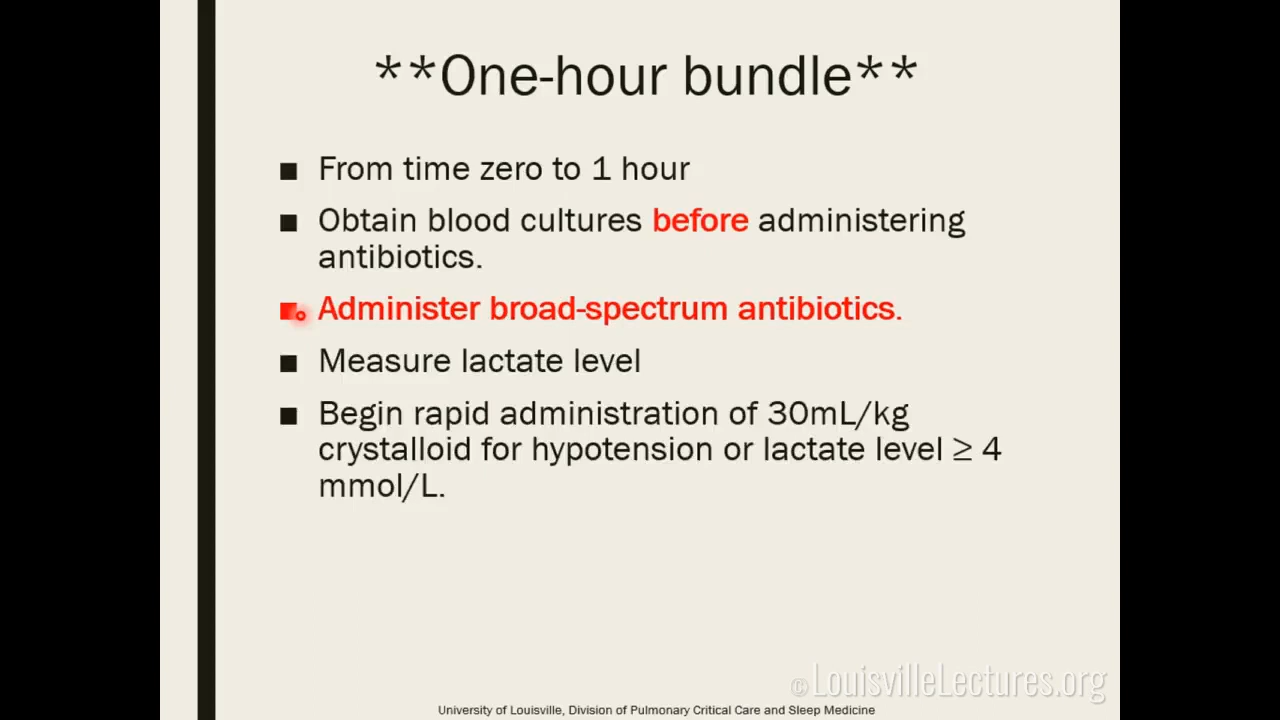 **One-hour bundle**
■ From time zero to 1 hour
■ Obtain blood cultures before administering
antibiotics.
■ Administer broad-spectrum antibiotics.
■ Measure lactate level
■ Begin rapid administration of 30mL/kg
crystalloid for hypotension or lactate level ≥ 4
mmol/L.
©LouisvilleLectures.org
University of Louisville, Division of Pulmonary Critical Care and Sleep Medicine